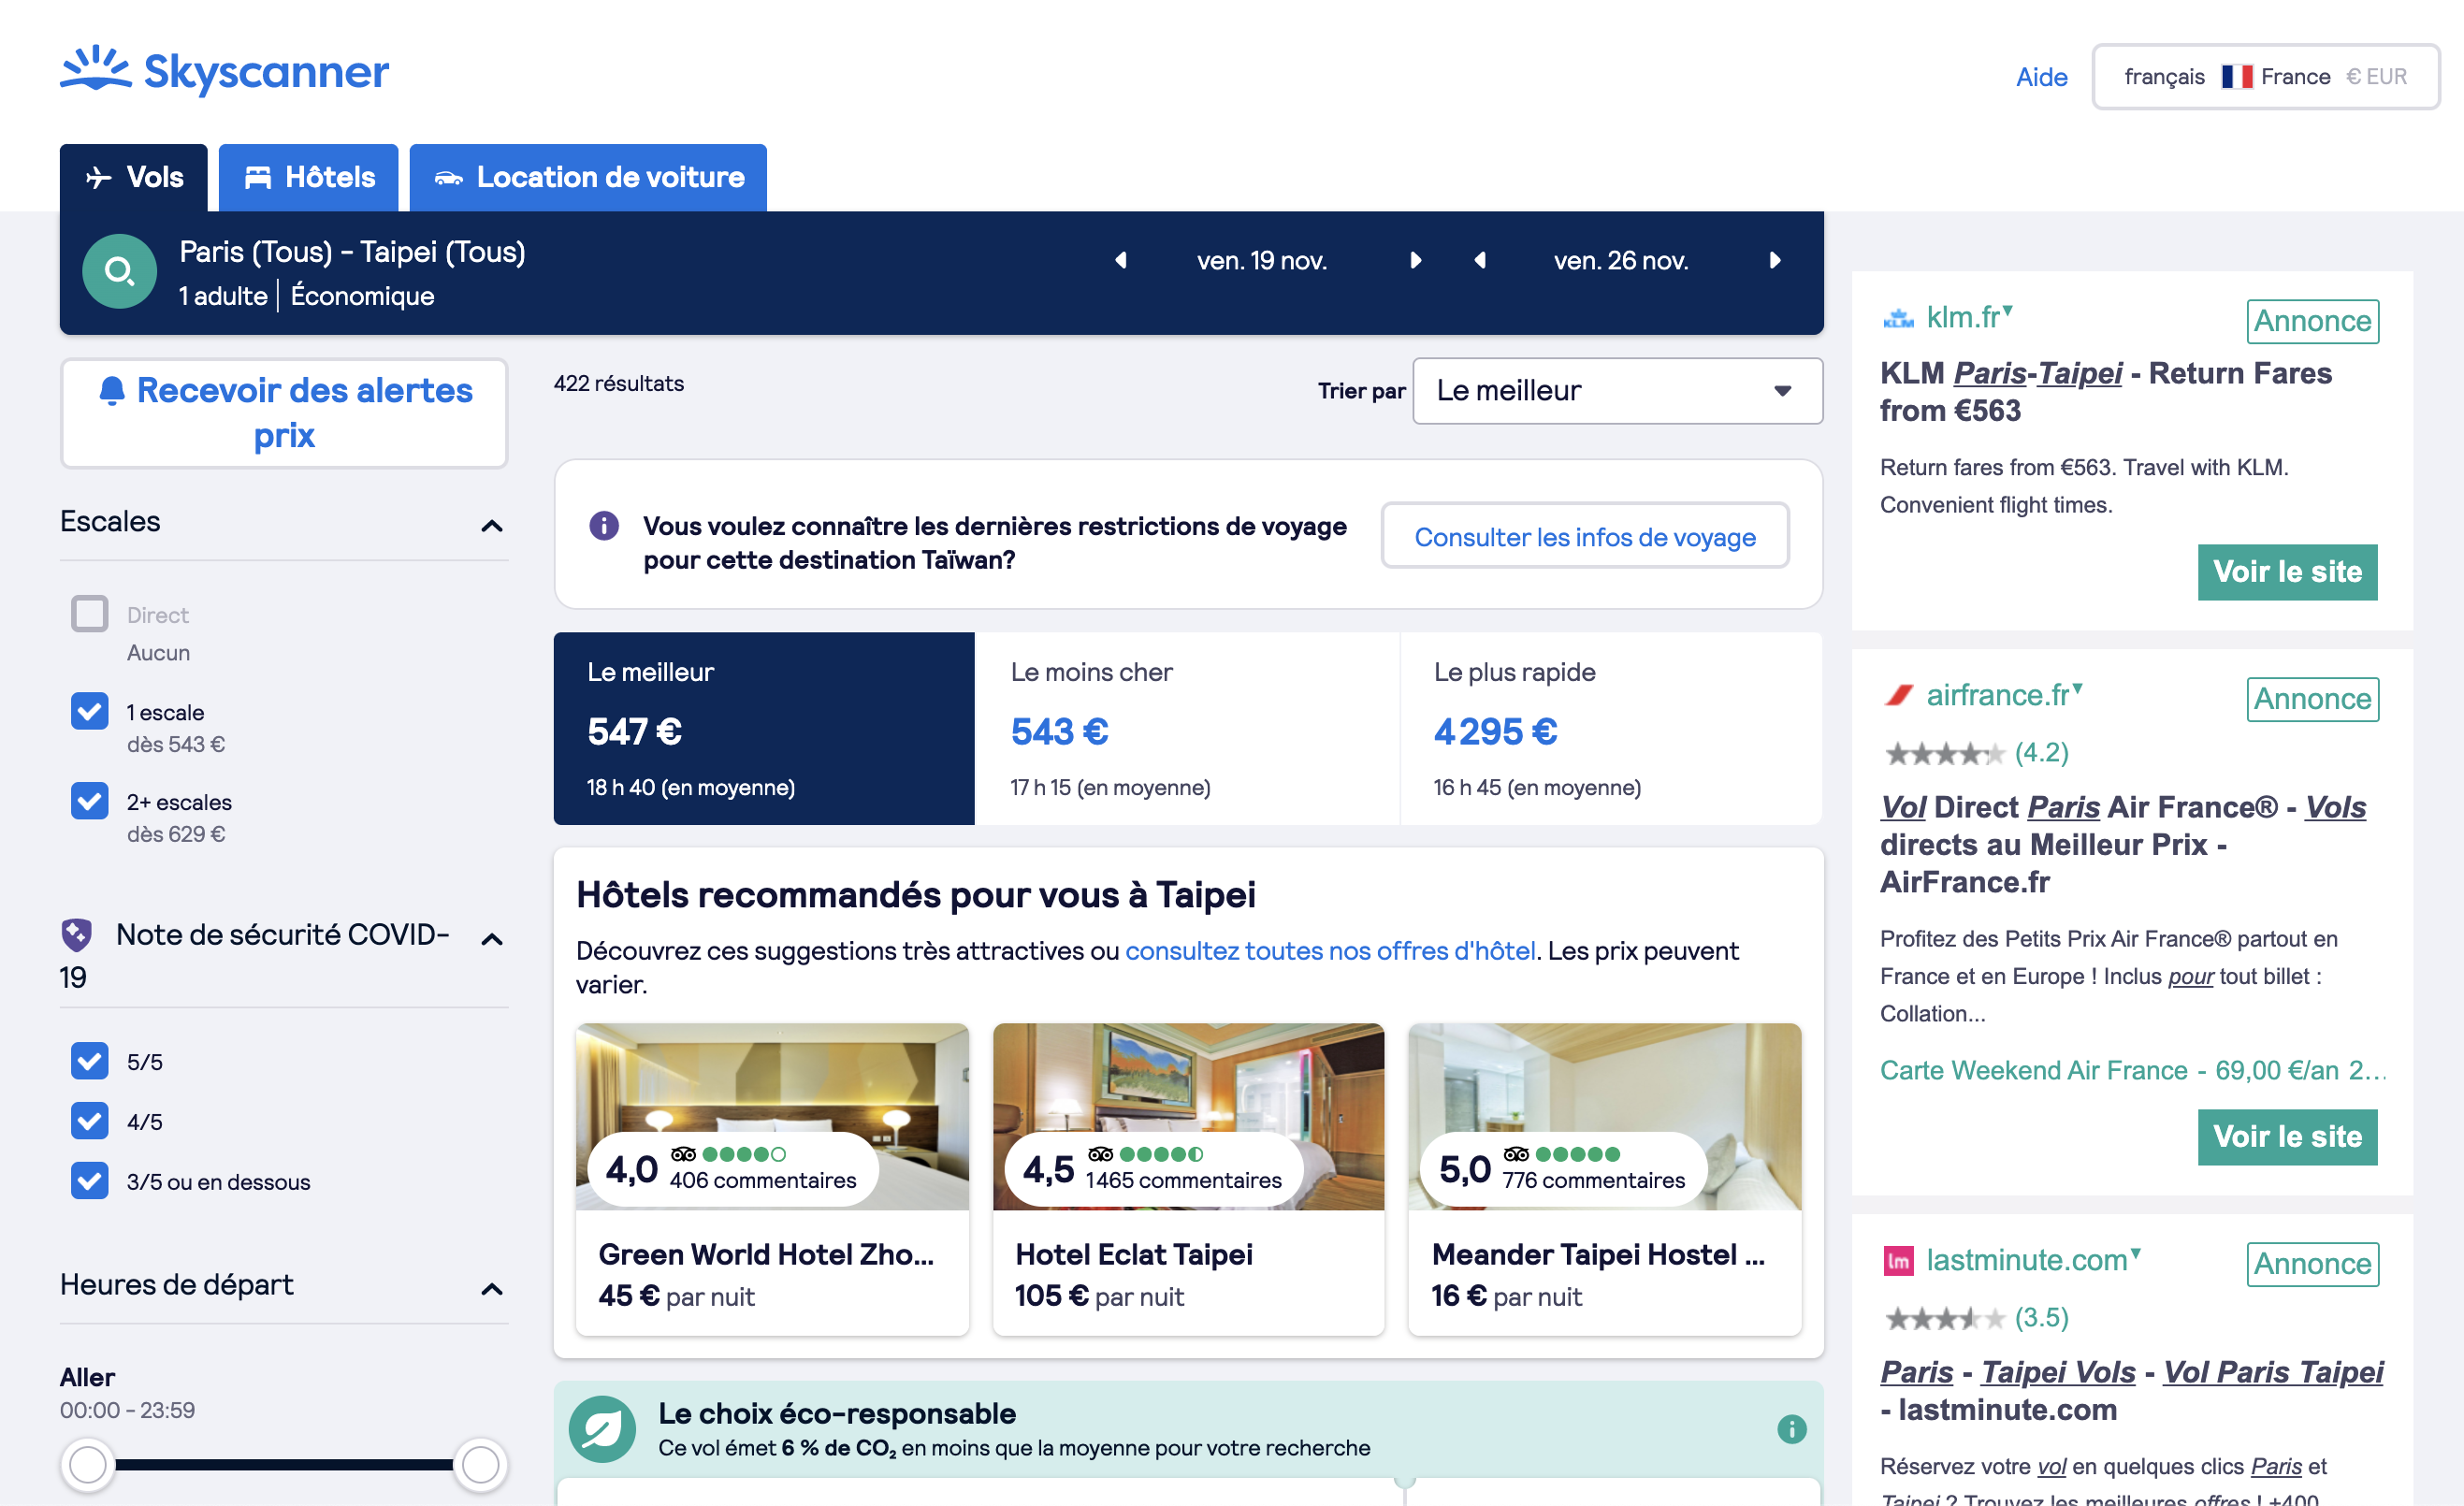 Skyscanner
Aide
français France € EUR
Vols
Hôtels
Location de voiture
Paris (Tous) - Taipei (Tous)
1 adulte | Économique
ven. 19 nov.
ven. 26 nov.
Recevoir des alertes
prix
Escales
Direct
Aucun
1 escale
dès 543 €
2+ escales
dès 629 €
Note de sécurité COVID-
19
5/5
4/5
3/5 ou en dessous
Heures de départ
Aller
00:00 - 23:59
422 résultats
Trier par
Le meilleur
Vous voulez connaître les dernières restrictions de voyage
pour cette destination Taïwan?
Consulter les infos de voyage
Le meilleur
547 €
18 h 40 (en moyenne)
Le moins cher
543 €
17 h 15 (en moyenne)
Le plus rapide
4 295 €
16 h 45 (en moyenne)
Hôtels recommandés pour vous à Taipei
Découvrez ces suggestions très attractives ou consultez toutes nos offres d'hôtel. Les prix peuvent
varier.
4,0
406 commentaires
Green World Hotel Zho...
45 € par nuit
4,5
1 465 commentaires
Hotel Eclat Taipei
105 € par nuit
5,0
776 commentaires
Meander Taipei Hostel ...
16 € par nuit
Le choix éco-responsable
Ce vol émet 6 % de CO₂ en moins que la moyenne pour votre recherche
KLM
klm.fr
Annonce
KLM Paris-Taipei - Return Fares
from €563
Return fares from €563. Travel with KLM.
Convenient flight times.
Voir le site
airfrance.fr
Annonce
(4.2)
Vol Direct Paris Air France® - Vols
directs au Meilleur Prix -
AirFrance.fr
Profitez des Petits Prix Air France® partout en
France et en Europe ! Inclus pour tout billet :
Collation...
Carte Weekend Air France - 69,00 €/an 2...
Voir le site
lm
lastminute.com
Annonce
(3.5)
Paris - Taipei Vols - Vol Paris Taipei
- lastminute.com
Réservez votre vol en quelques clics Paris et
Taipei ? Trouvez les meilleures offres ! +400